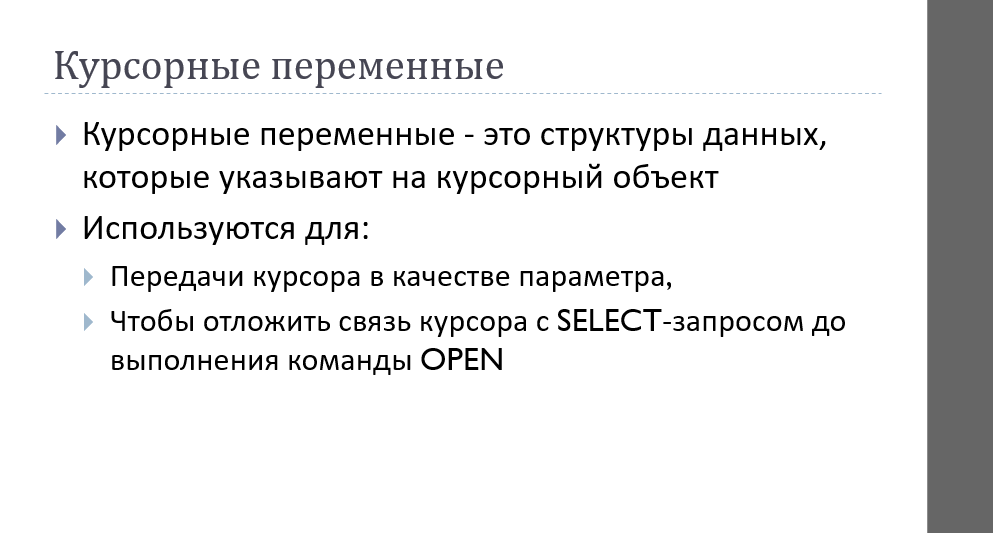 Курсорные переменные
Курсорные переменные - это структуры данных,
которые указывают на курсорный объект
Используются для:
Передачи курсора в качестве параметра,
Чтобы отложить связь курсора с SELECT-запросом до
выполнения команды OPEN